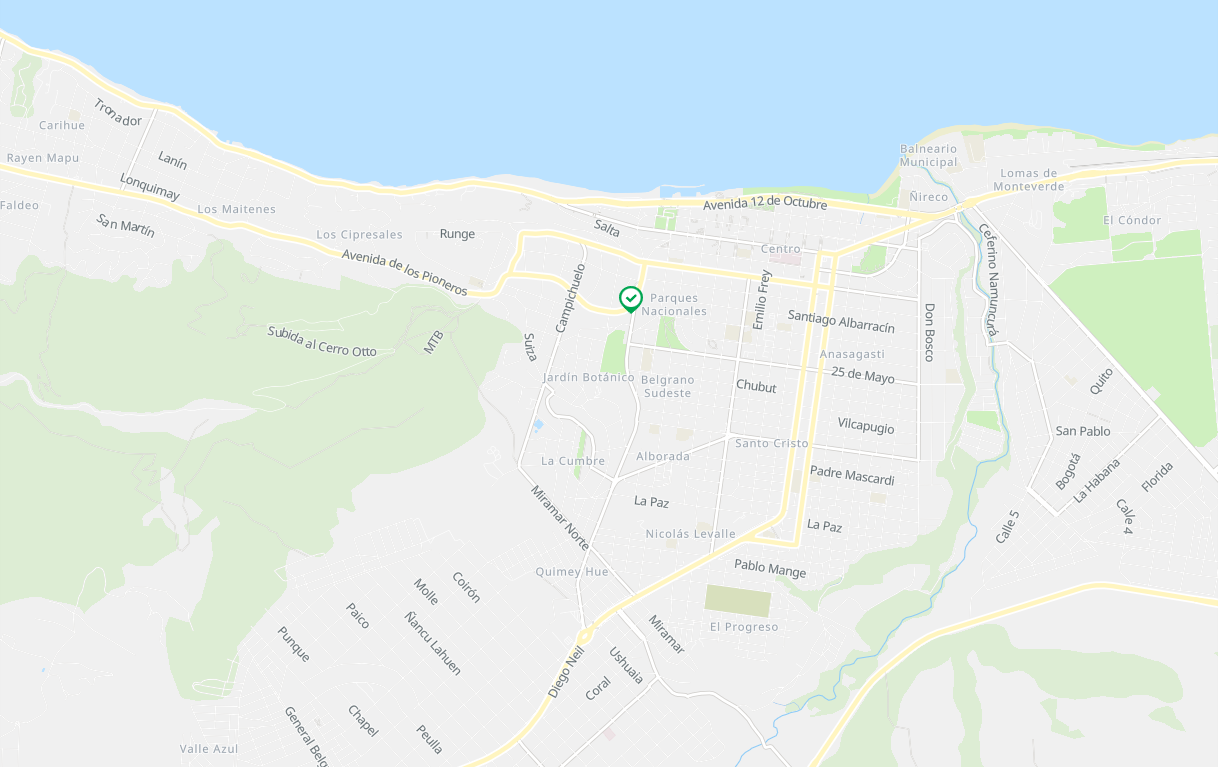 Tronador
Carihue
Balneario
Municipal
Rayen Mapu
Lanín
Lomas de
Monteverde
Lonquimay
Ñireco
Faldeo
Los Maitenes
Avenida 12 de Octubre
El Cóndor
San Martín
Los Cipresales
Runge
Salta
Centro
Ceferino Namuncurá
Avenida de los Pioneros
Campichuelo
Parques
Nacionales
Emilio Frey
Santiago Albarracín
Don Bosco
Subida al Cerro Otto
MTB
Suiza
Anasagasti
Jardín Botánico
Belgrano
Sudeste
Chubut
25 de Mayo
Quito
Vilcapugio
San Pablo
Santo Cristo
La Cumbre
Alborada
Bogotá
La Habana
Florida
Padre Mascardi
Miramar Norte
La Paz
Nicolás Levalle
La Paz
Calle 5
Calle 4
Quimey Hue
Pablo Mange
Coirón
Molle
Paico
Ñancu Lahuen
El Progreso
Miramar
Punque
Diego Neil
Ushuaia
Coral
General Belg
Chapel
Peulla
Valle Azul